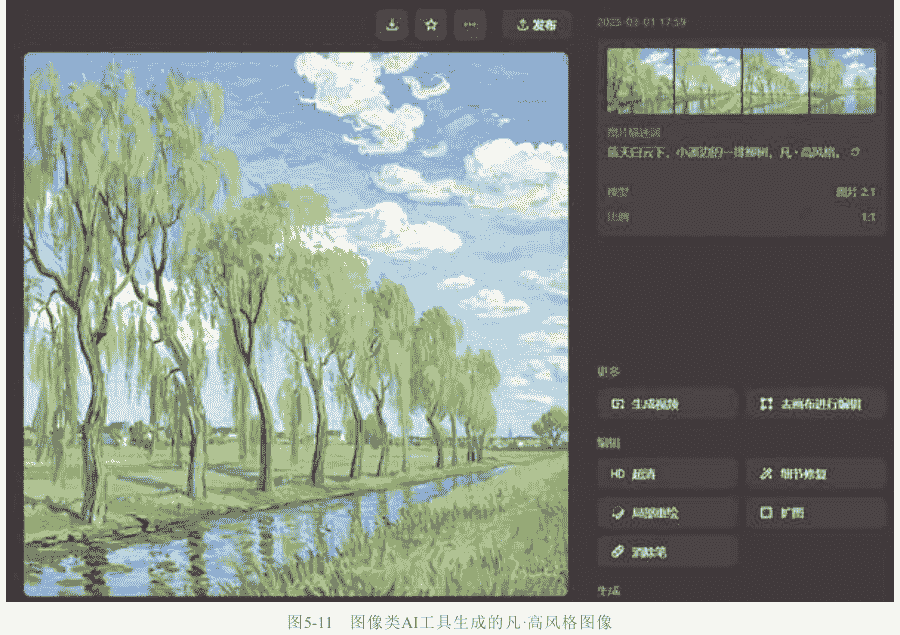 发布
2025-03-01 17:59
图片描述词
蓝天白云下，小溪边的一排柳树，凡·高风格。
模型
图片 2.1
比例
1:1
更多
生成视频
去画布进行编辑
编辑
HD 超清
细节修复
局部重绘
扩图
消除笔
生成
图5-11 图像类AI工具生成的凡·高风格图像